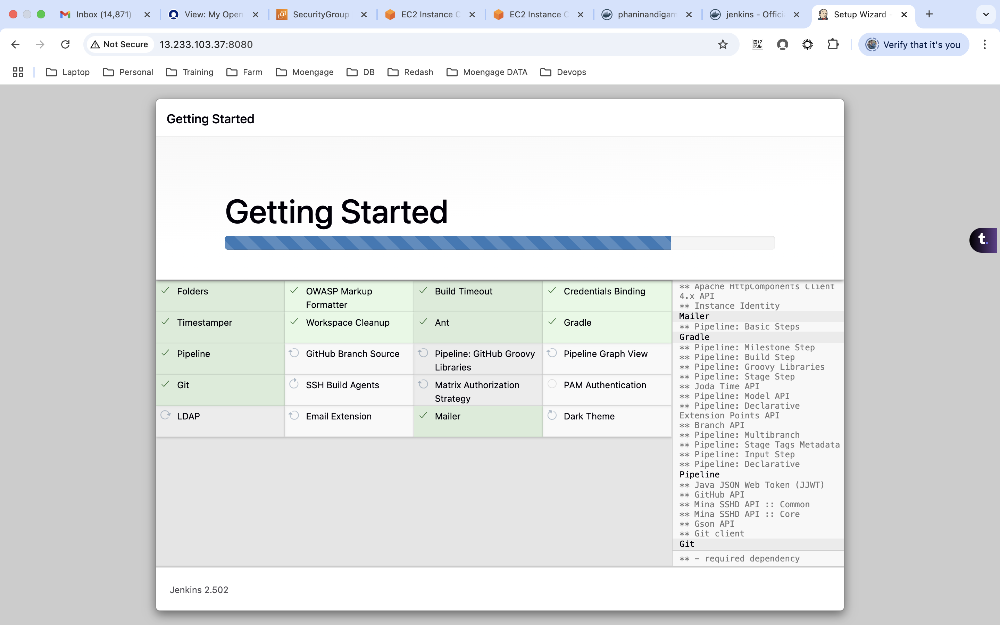 Inbox (14,871)
View: My Open
SecurityGroup
EC2 Instance C
EC2 Instance C
phaninandigam
jenkins - Offici
Setup Wizard -
Not Secure
13.233.103.37:8080
Verify that it's you
Laptop
Personal
Training
Farm
Moengage
DB
Redash
Moengage DATA
Devops
Getting Started
Getting Started
t.
Folders
OWASP Markup
Formatter
Build Timeout
Credentials Binding
Timestamper
Workspace Cleanup
Ant
Gradle
Pipeline
GitHub Branch Source
Pipeline: GitHub Groovy
Libraries
Pipeline Graph View
Git
SSH Build Agents
Matrix Authorization
Strategy
PAM Authentication
LDAP
Email Extension
Mailer
Dark Theme
** Apache HttpComponents Client
4.x API
** Instance Identity
Mailer
** Pipeline: Basic Steps
Gradle
** Pipeline: Milestone Step
** Pipeline: Build Step
** Pipeline: Groovy Libraries
** Pipeline: Stage Step
** Joda Time API
** Pipeline: Model API
** Pipeline: Declarative
Extension Points API
** Branch API
** Pipeline: Multibranch
** Pipeline: Stage Tags Metadata
** Pipeline: Input Step
** Pipeline: Declarative
Pipeline
** Java JSON Web Token (JJWT)
** GitHub API
** Mina SSHD API :: Common
** Mina SSHD API :: Core
** Gson API
** Git client
Git
** - required dependency
Jenkins 2.502